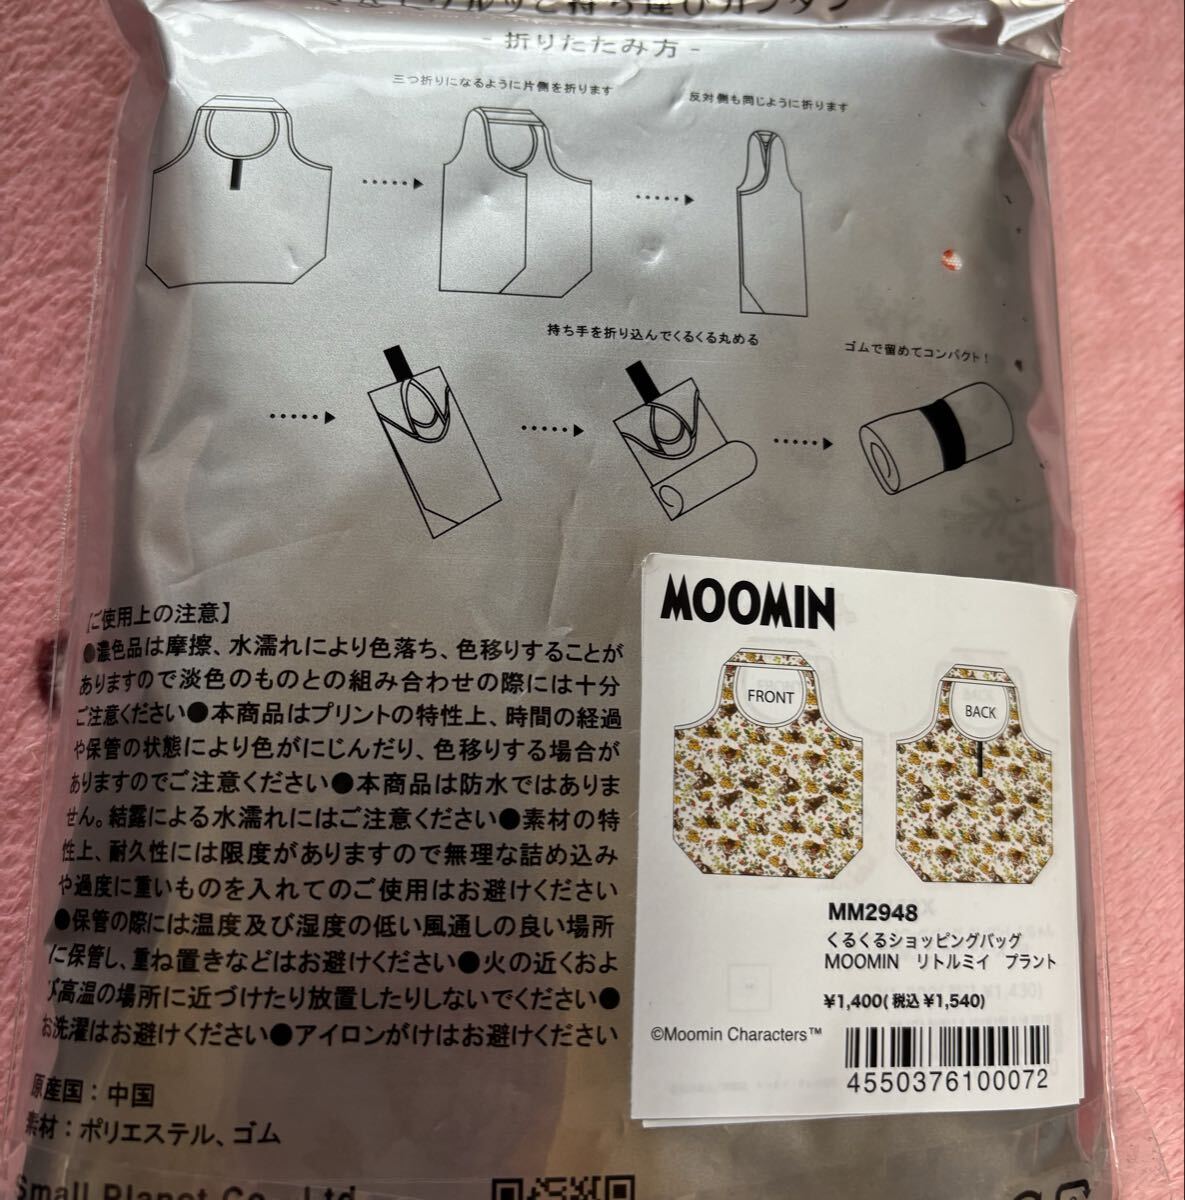 - 折りたたみ方 -
三つ折りになるように片側を折ります
反対側も同じように折ります
持ち手を折り込んでくるくる丸める
ゴムで留めてコンパクト!
【ご使用上の注意】
●濃色品は摩擦、水濡れにより色落ち、色移りすることが
ありますので淡色のものとの組み合わせの際には十分
ご注意ください●本商品はプリントの特性上、時間の経過
や保管の状態により色がにじんだり、色移りする場合が
ありますのでご注意ください●本商品は防水ではありま
せん。結露による水濡れにはご注意ください●素材の特
性上、耐久性には限度がありますので無理な詰め込み
や過度に重いものを入れてのご使用はお避けください
●保管の際には温度及び湿度の低い風通しの良い場所
に保管し、重ね置きなどはお避けください●火の近くおよ
び高温の場所に近づけたり放置したりしないでください●
お洗濯はお避けください●アイロンがけはお避けください
原産国：中国
素材：ポリエステル、ゴム
Small Planet Co., Ltd.
MOOMIN
FRONT
BACK
MM2948
くるくるショッピングバッグ
MOOMIN リトルミイ プラント
¥1,400(税込¥1,540)
©Moomin Characters™
4550376100072